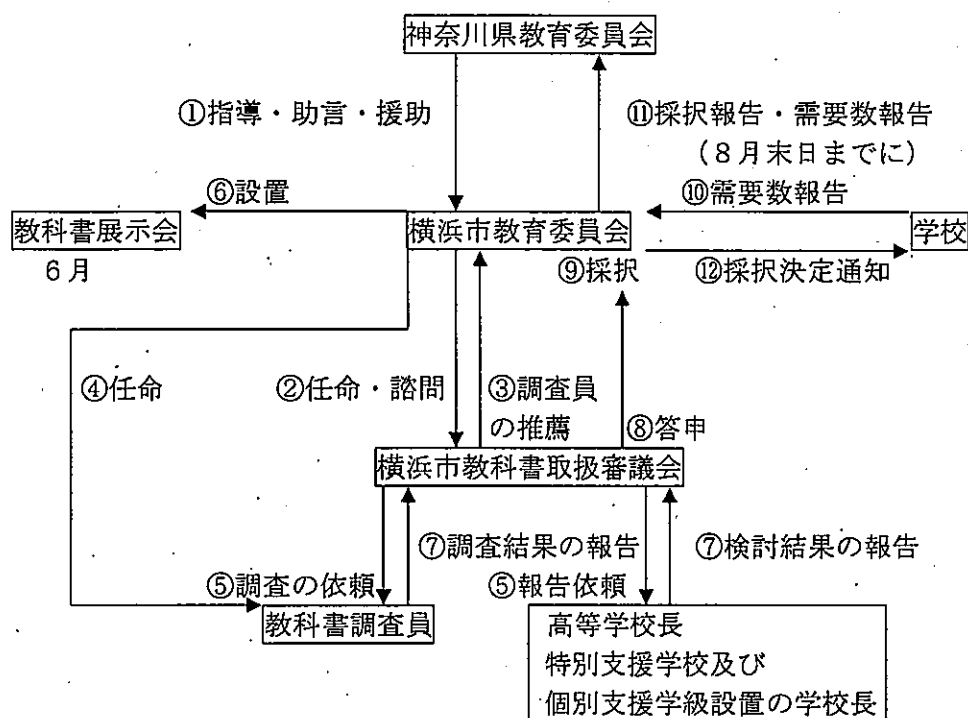 神奈川県教育委員会
①指導・助言・援助
⑪採択報告・需要数報告
(8月末日までに)
⑥設置
⑩需要数報告
教科書展示会
横浜市教育委員会
学校
6月
⑨採択
⑫採択決定通知
④任命
②任命・諮問
③調査員
の推薦
⑧答申
横浜市教科書取扱審議会
⑦調査結果の報告
⑦検討結果の報告
⑤調査の依頼
⑤報告依頼
教科書調査員
高等学校長
特別支援学校及び
個別支援学級設置の学校長